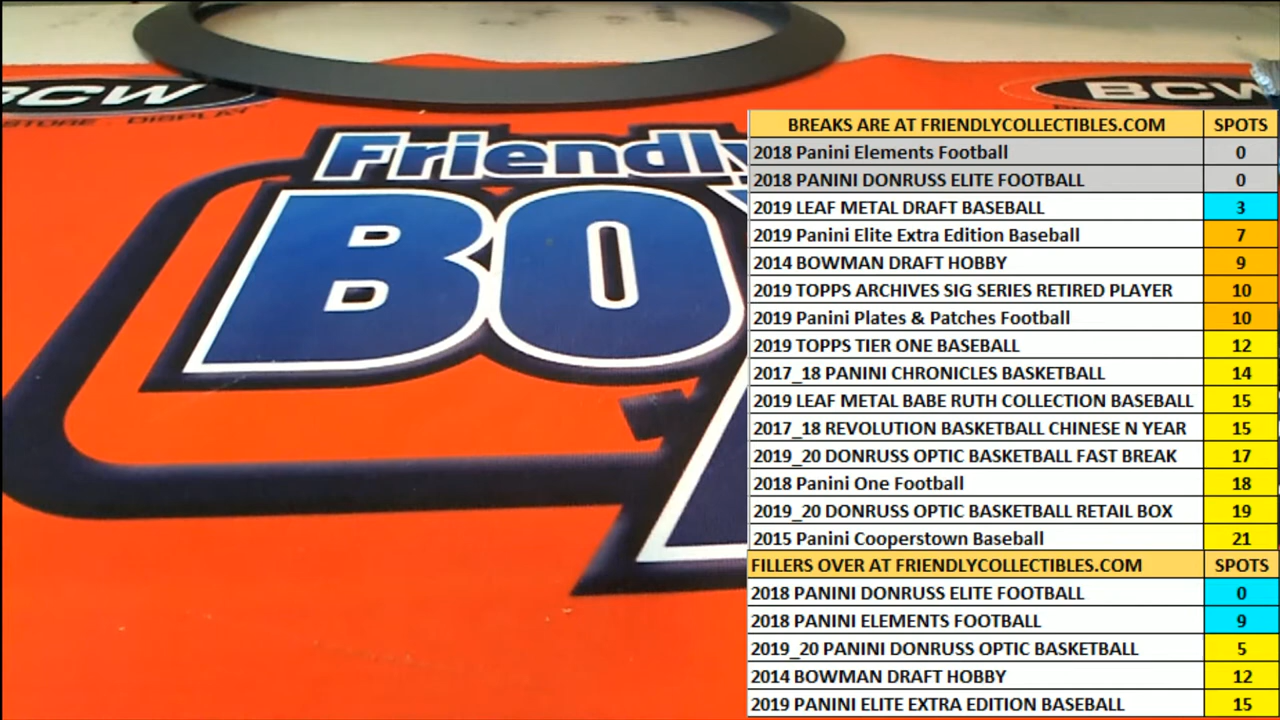 BCW
STORE . DISPLAY
BCW
Friendly
BO
BREAKS ARE AT FRIENDLYCOLLECTIBLES.COM SPOTS
2018 Panini Elements Football 0
2018 PANINI DONRUSS ELITE FOOTBALL 0
2019 LEAF METAL DRAFT BASEBALL 3
2019 Panini Elite Extra Edition Baseball 7
2014 BOWMAN DRAFT HOBBY 9
2019 TOPPS ARCHIVES SIG SERIES RETIRED PLAYER 10
2019 Panini Plates & Patches Football 10
2019 TOPPS TIER ONE BASEBALL 12
2017_18 PANINI CHRONICLES BASKETBALL 14
2019 LEAF METAL BABE RUTH COLLECTION BASEBALL 15
2017_18 REVOLUTION BASKETBALL CHINESE N YEAR 15
2019_20 DONRUSS OPTIC BASKETBALL FAST BREAK 17
2018 Panini One Football 18
2019_20 DONRUSS OPTIC BASKETBALL RETAIL BOX 19
2015 Panini Cooperstown Baseball 21
FILLERS OVER AT FRIENDLYCOLLECTIBLES.COM SPOTS
2018 PANINI DONRUSS ELITE FOOTBALL 0
2018 PANINI ELEMENTS FOOTBALL 9
2019_20 PANINI DONRUSS OPTIC BASKETBALL 5
2014 BOWMAN DRAFT HOBBY 12
2019 PANINI ELITE EXTRA EDITION BASEBALL 15